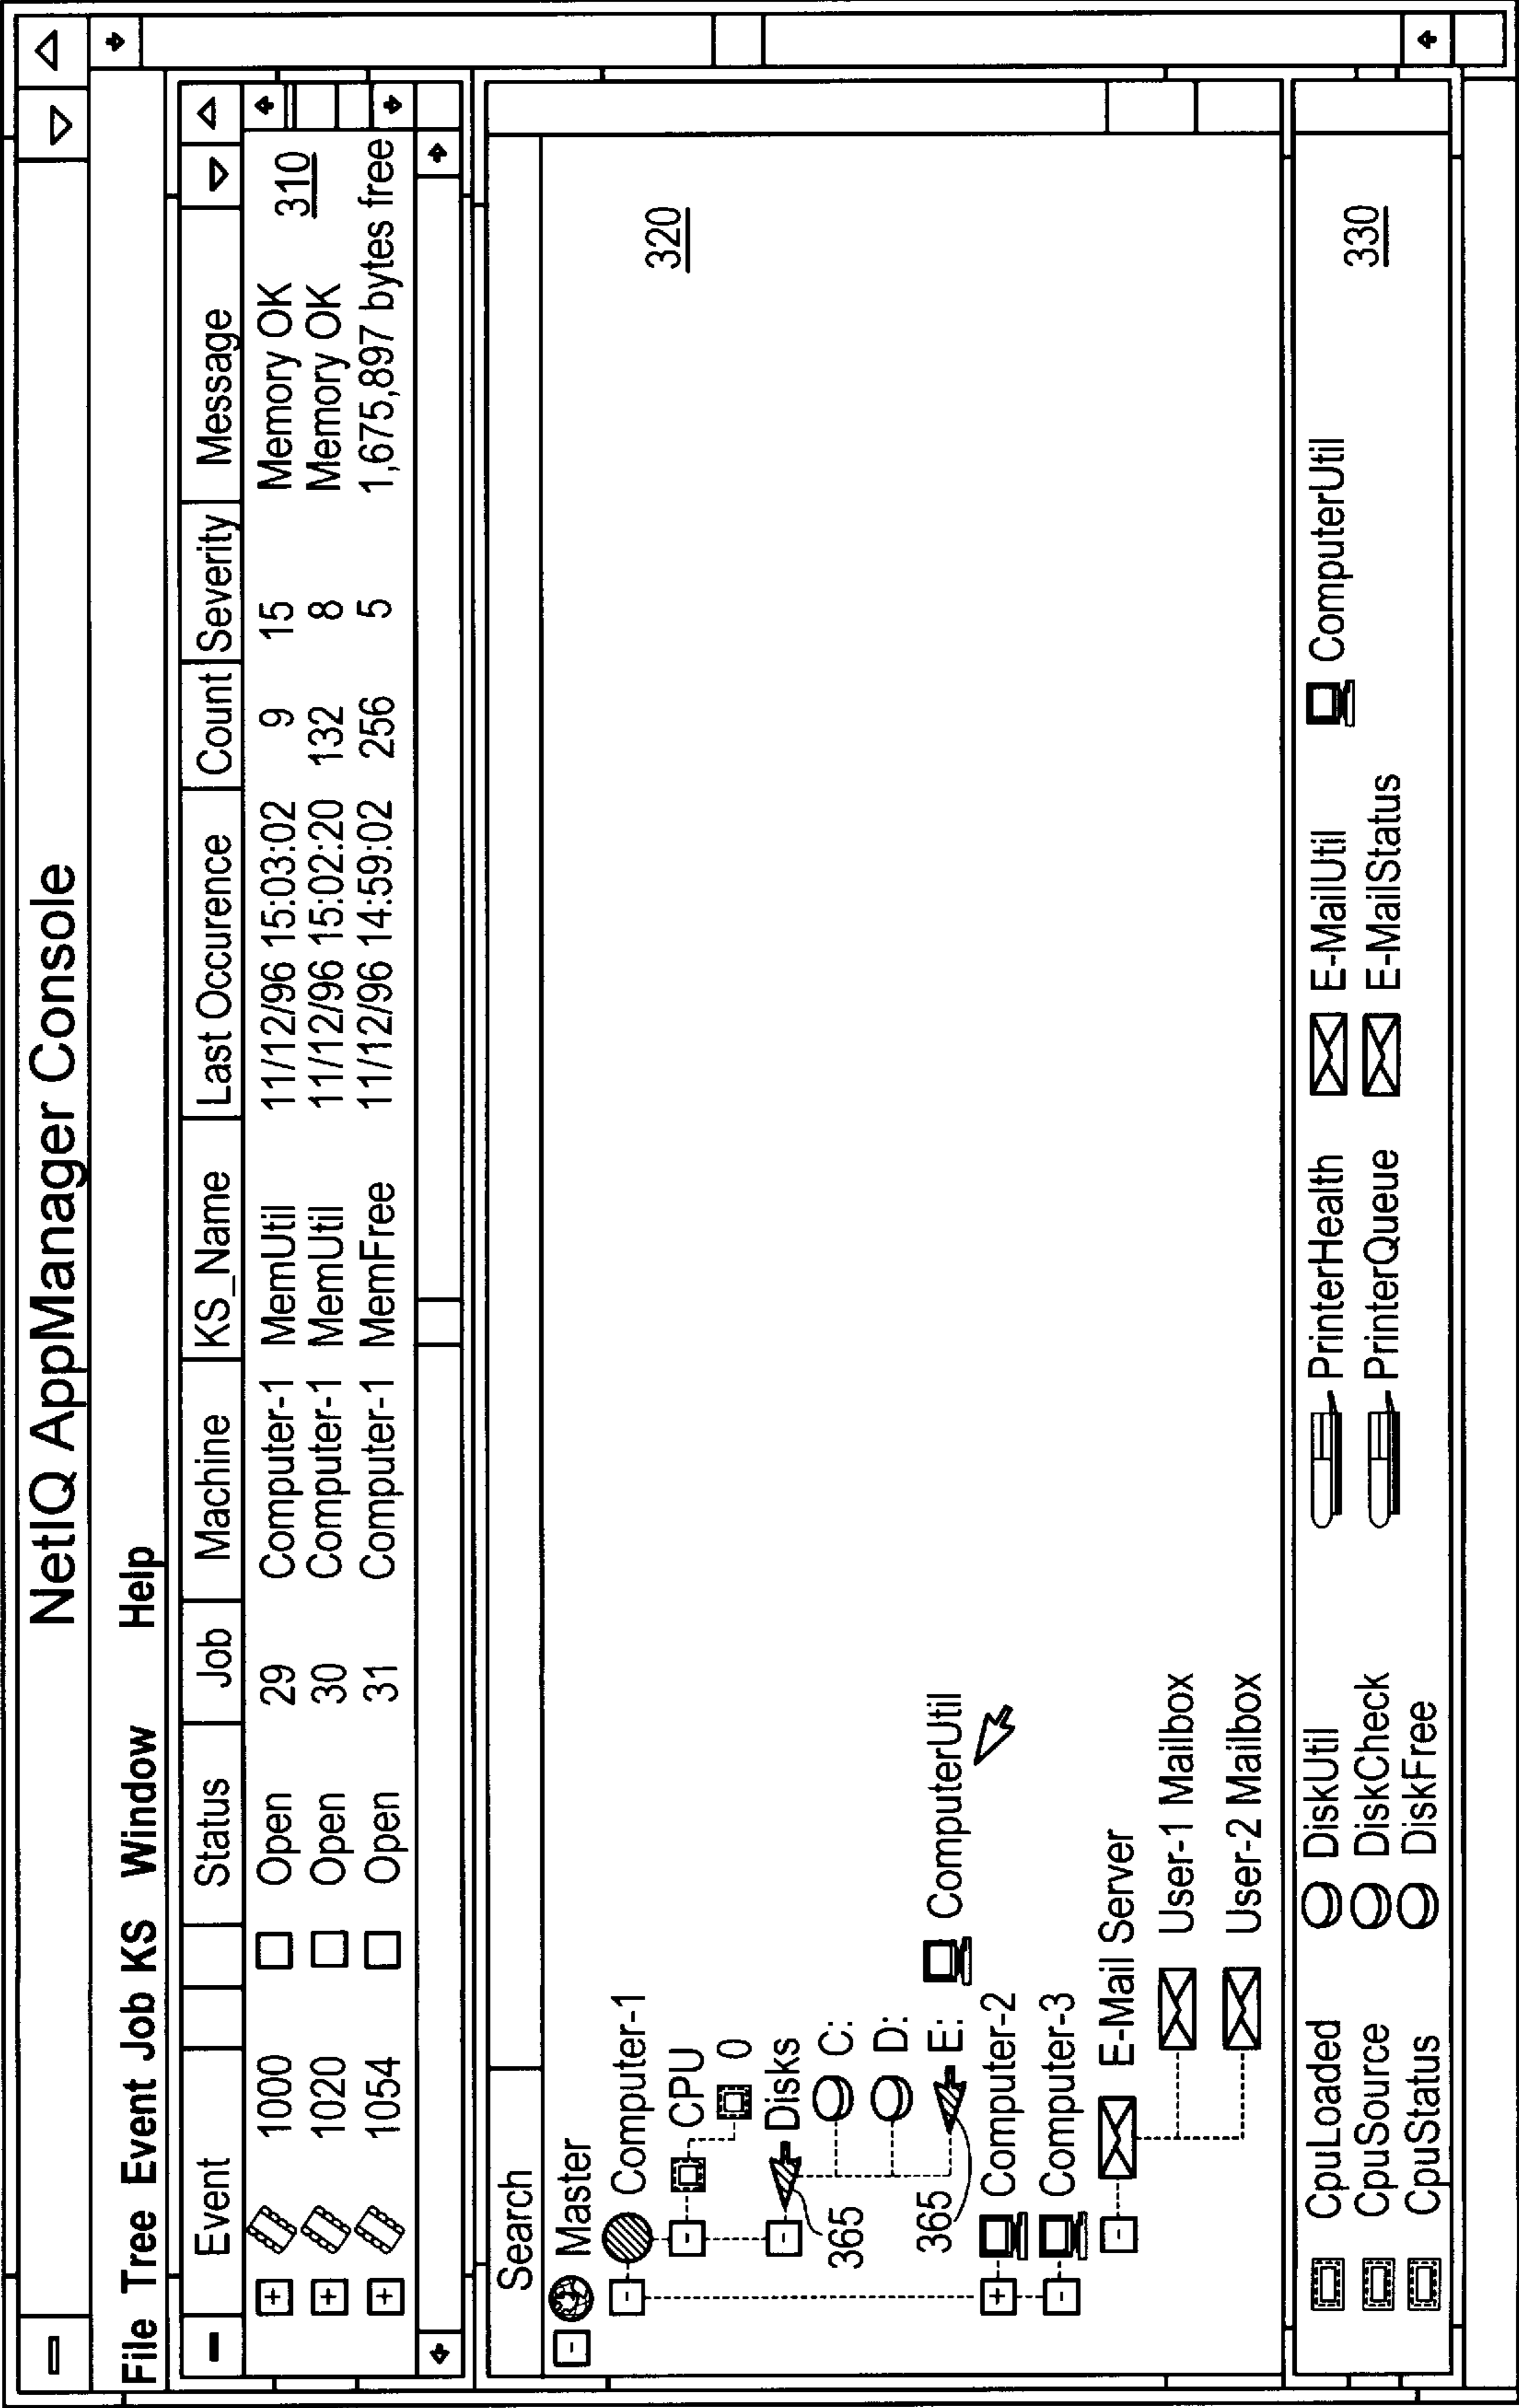 NetIQ AppManager Console
File Tree Event Job KS Window Help
Event Status Job Machine KS_Name Last Occurence Count Severity Message
1000 Open 29 Computer-1 MemUtil 11/12/96 15:03:02 9 15 Memory OK
1020 Open 30 Computer-1 MemUtil 11/12/96 15:02:20 132 8 Memory OK
310
1054 Open 31 Computer-1 MemFree 11/12/96 14:59:02 256 5 1,675,897 bytes free
Search
Master
Computer-1
320
CPU
0
Disks
365
C:
D:
365
E: ComputerUtil
Computer-2
Computer-3
E-Mail Server
User-1 Mailbox
User-2 Mailbox
CpuLoaded DiskUtil PrinterHealth E-MailUtil ComputerUtil
330
CpuSource DiskCheck PrinterQueue E-MailStatus
CpuStatus DiskFree